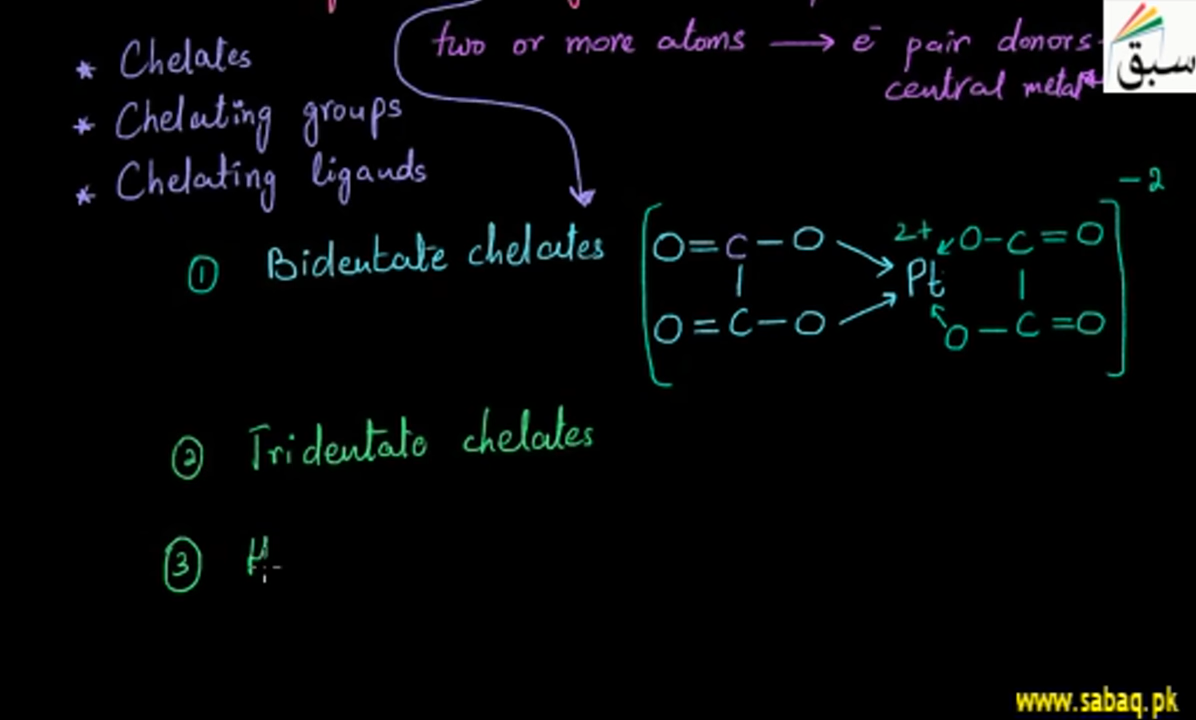 * Chelates
* Chelating groups
* Chelating ligands
two or more atoms → e⁻ pair donors
central metal
سبق
① Bidentate chelates
[ ]⁻²
O=C–O O–C=O
2+
Pt
O=C–O O–C=O
② Tridentate chelates
③ H
www.sabaq.pk